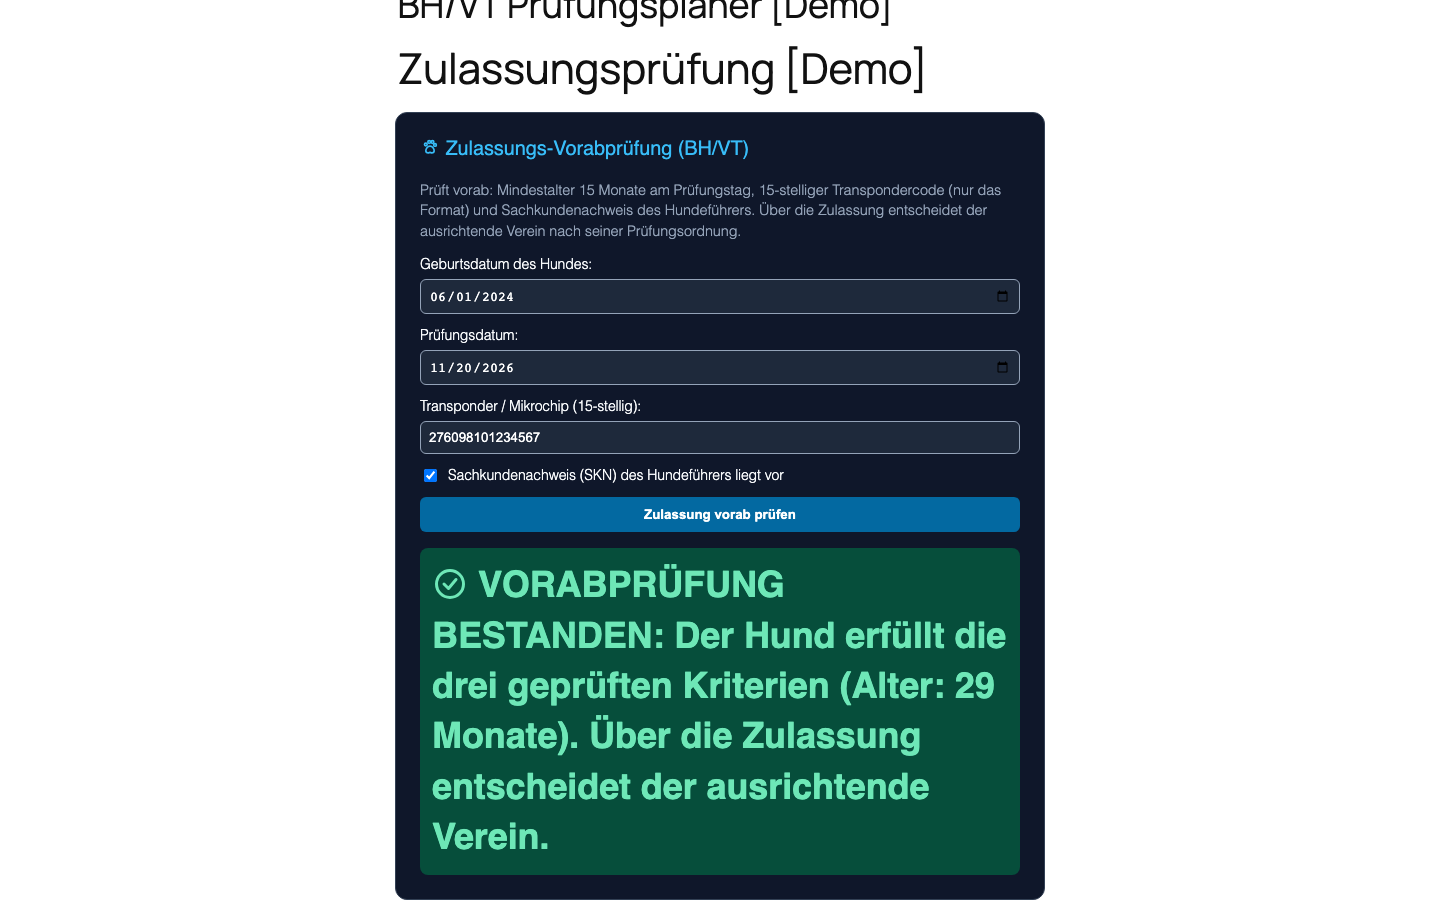 BH/VT Prüfungsplaner [Demo]
Zulassungsprüfung [Demo]
Zulassungs-Vorabprüfung (BH/VT)
Prüft vorab: Mindestalter 15 Monate am Prüfungstag, 15-stelliger Transpondercode (nur das
Format) und Sachkundenachweis des Hundeführers. Über die Zulassung entscheidet der
ausrichtende Verein nach seiner Prüfungsordnung.
Geburtsdatum des Hundes:
06/01/2024
Prüfungsdatum:
11/20/2026
Transponder / Mikrochip (15-stellig):
276098101234567
Sachkundenachweis (SKN) des Hundeführers liegt vor
Zulassung vorab prüfen
VORABPRÜFUNG
BESTANDEN: Der Hund erfüllt die
drei geprüften Kriterien (Alter: 29
Monate). Über die Zulassung
entscheidet der ausrichtende
Verein.